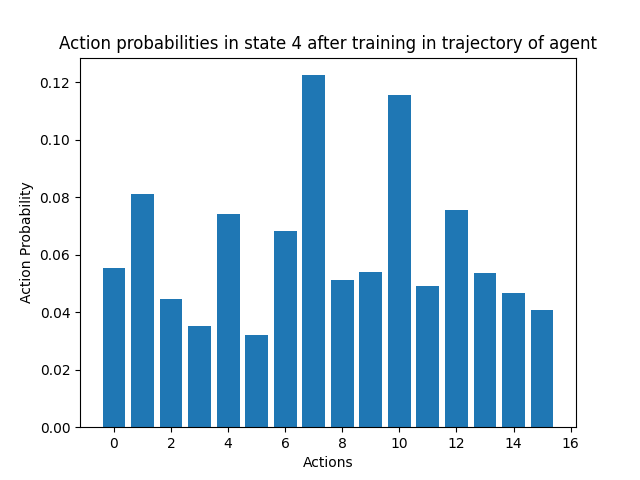 Action probabilities in state 4 after training in trajectory of agent
0.12
0.10
0.08
0.06
0.04
0.02
0.00
Action Probability
0 2 4 6 8 10 12 14 16
Actions